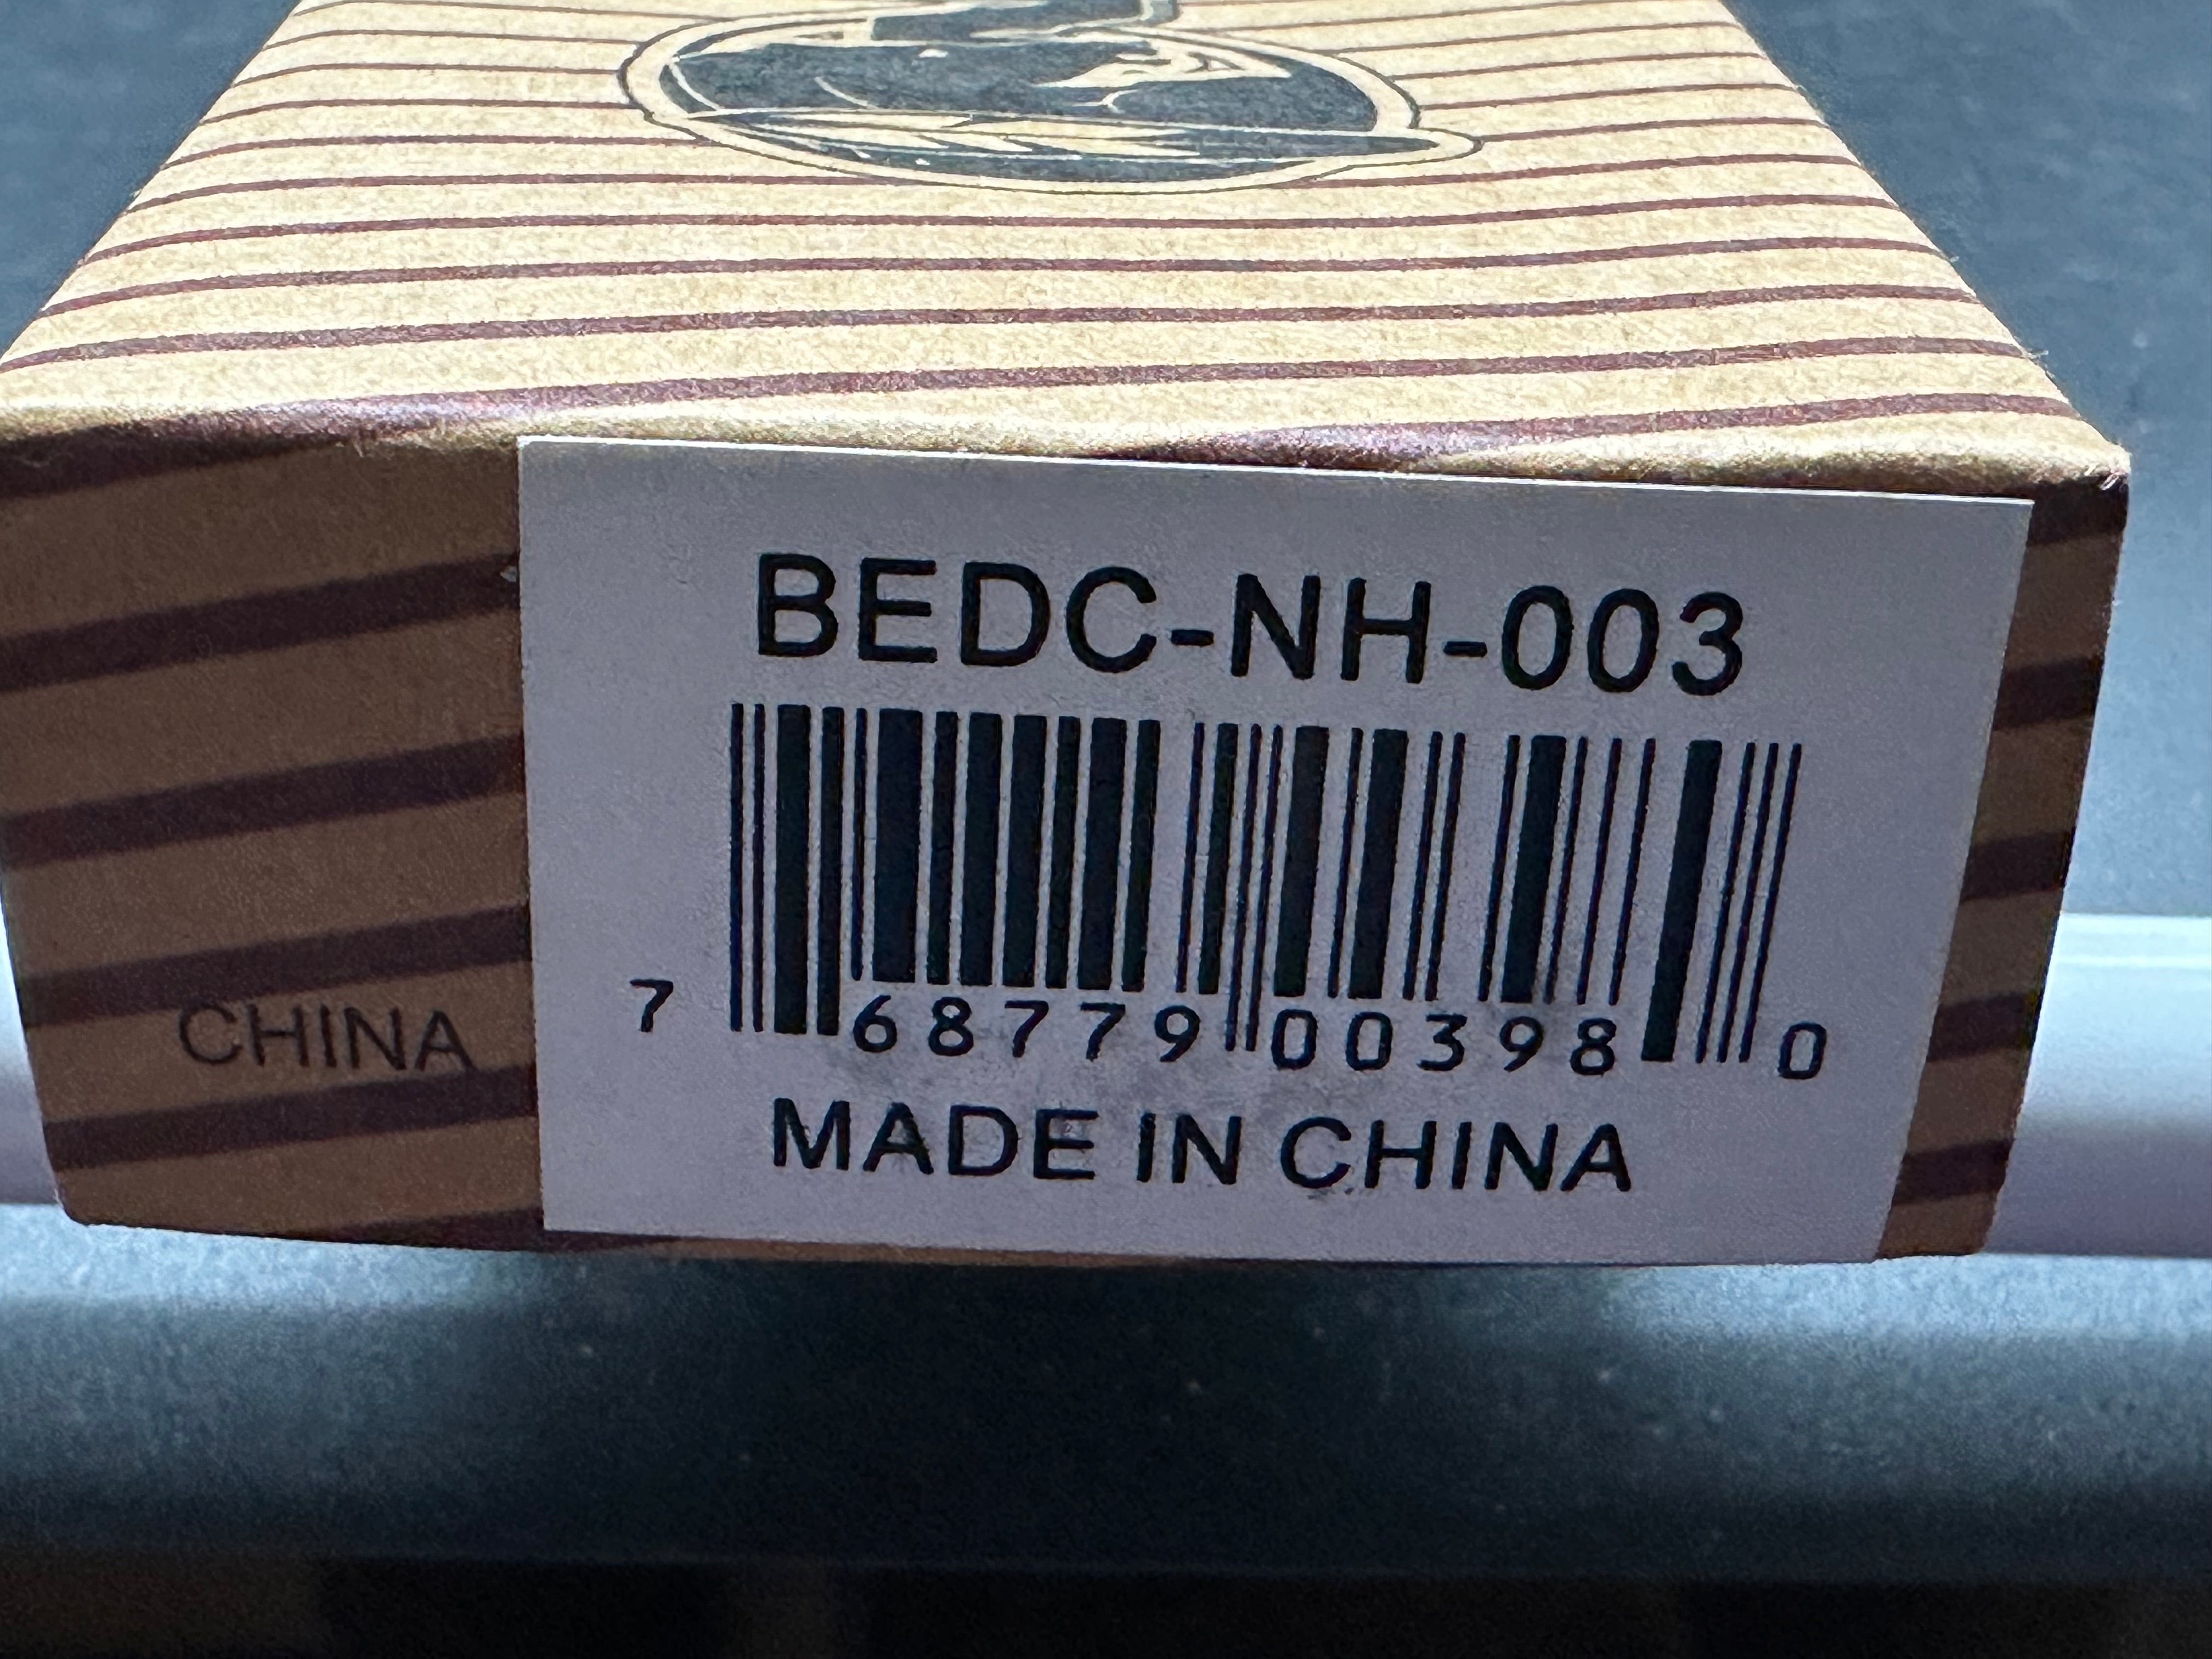 BEDC-NH-003
7 68779 00398 0
MADE IN CHINA
CHINA